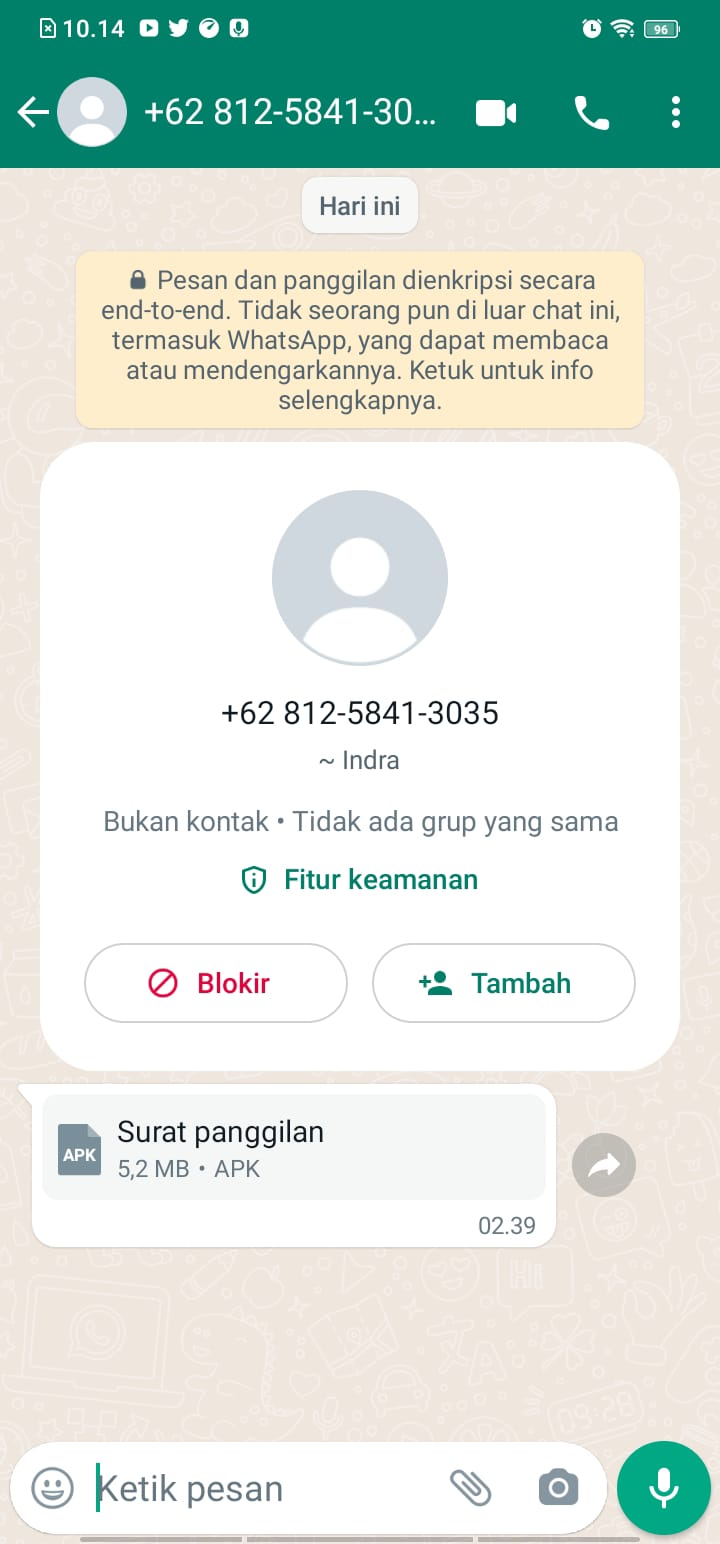 10.14
96
+62 812-5841-30...
Hari ini
Pesan dan panggilan dienkripsi secara
end-to-end. Tidak seorang pun di luar chat ini,
termasuk WhatsApp, yang dapat membaca
atau mendengarkannya. Ketuk untuk info
selengkapnya.
+62 812-5841-3035
~ Indra
Bukan kontak • Tidak ada grup yang sama
Fitur keamanan
Blokir
Tambah
APK
Surat panggilan
5,2 MB • APK
02.39
Ketik pesan